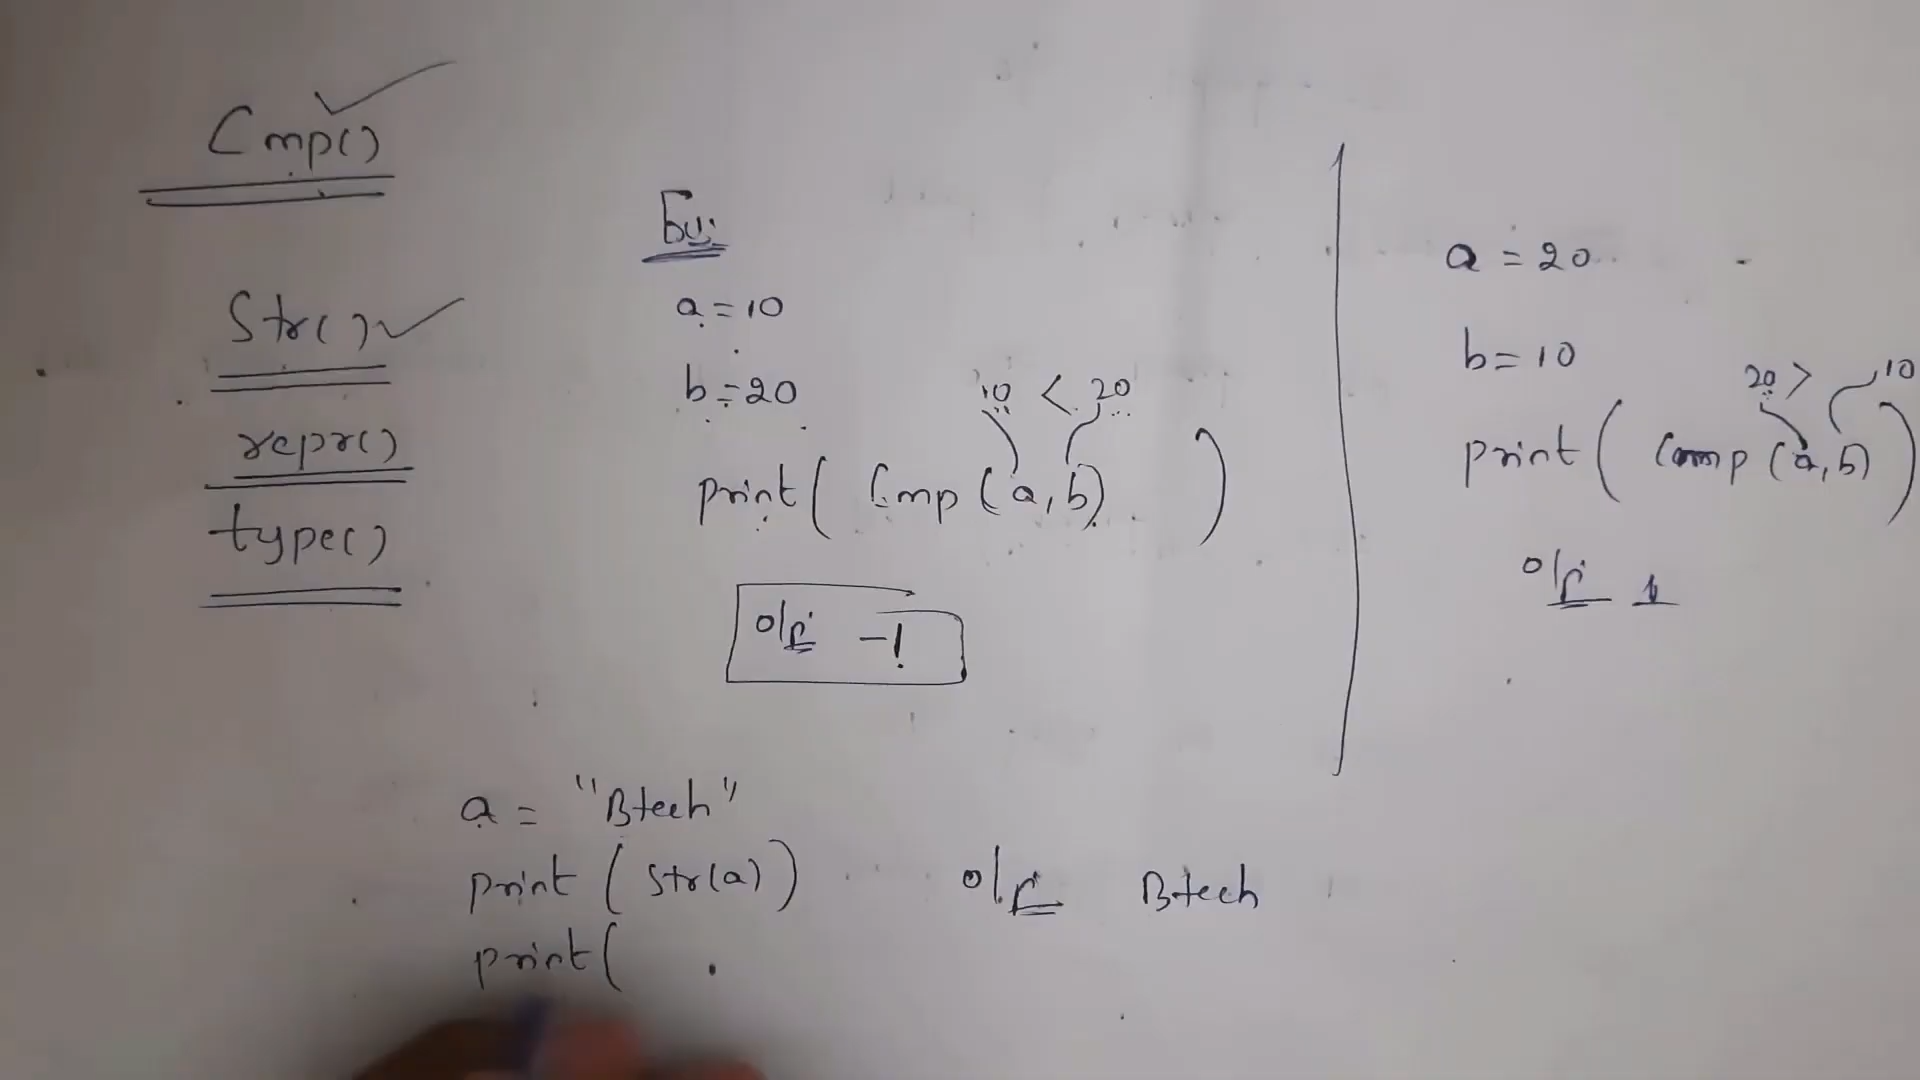 Cmp()
Str()
repr()
type()
Ex:
a = 10
b = 20
10 < 20
print( Cmp (a, b) )
o/p -1
a = 20
b = 10
20 > 10
print( Cmp (a, b) )
o/p 1
a = "Btech"
print (str(a))
o/p Btech
print(